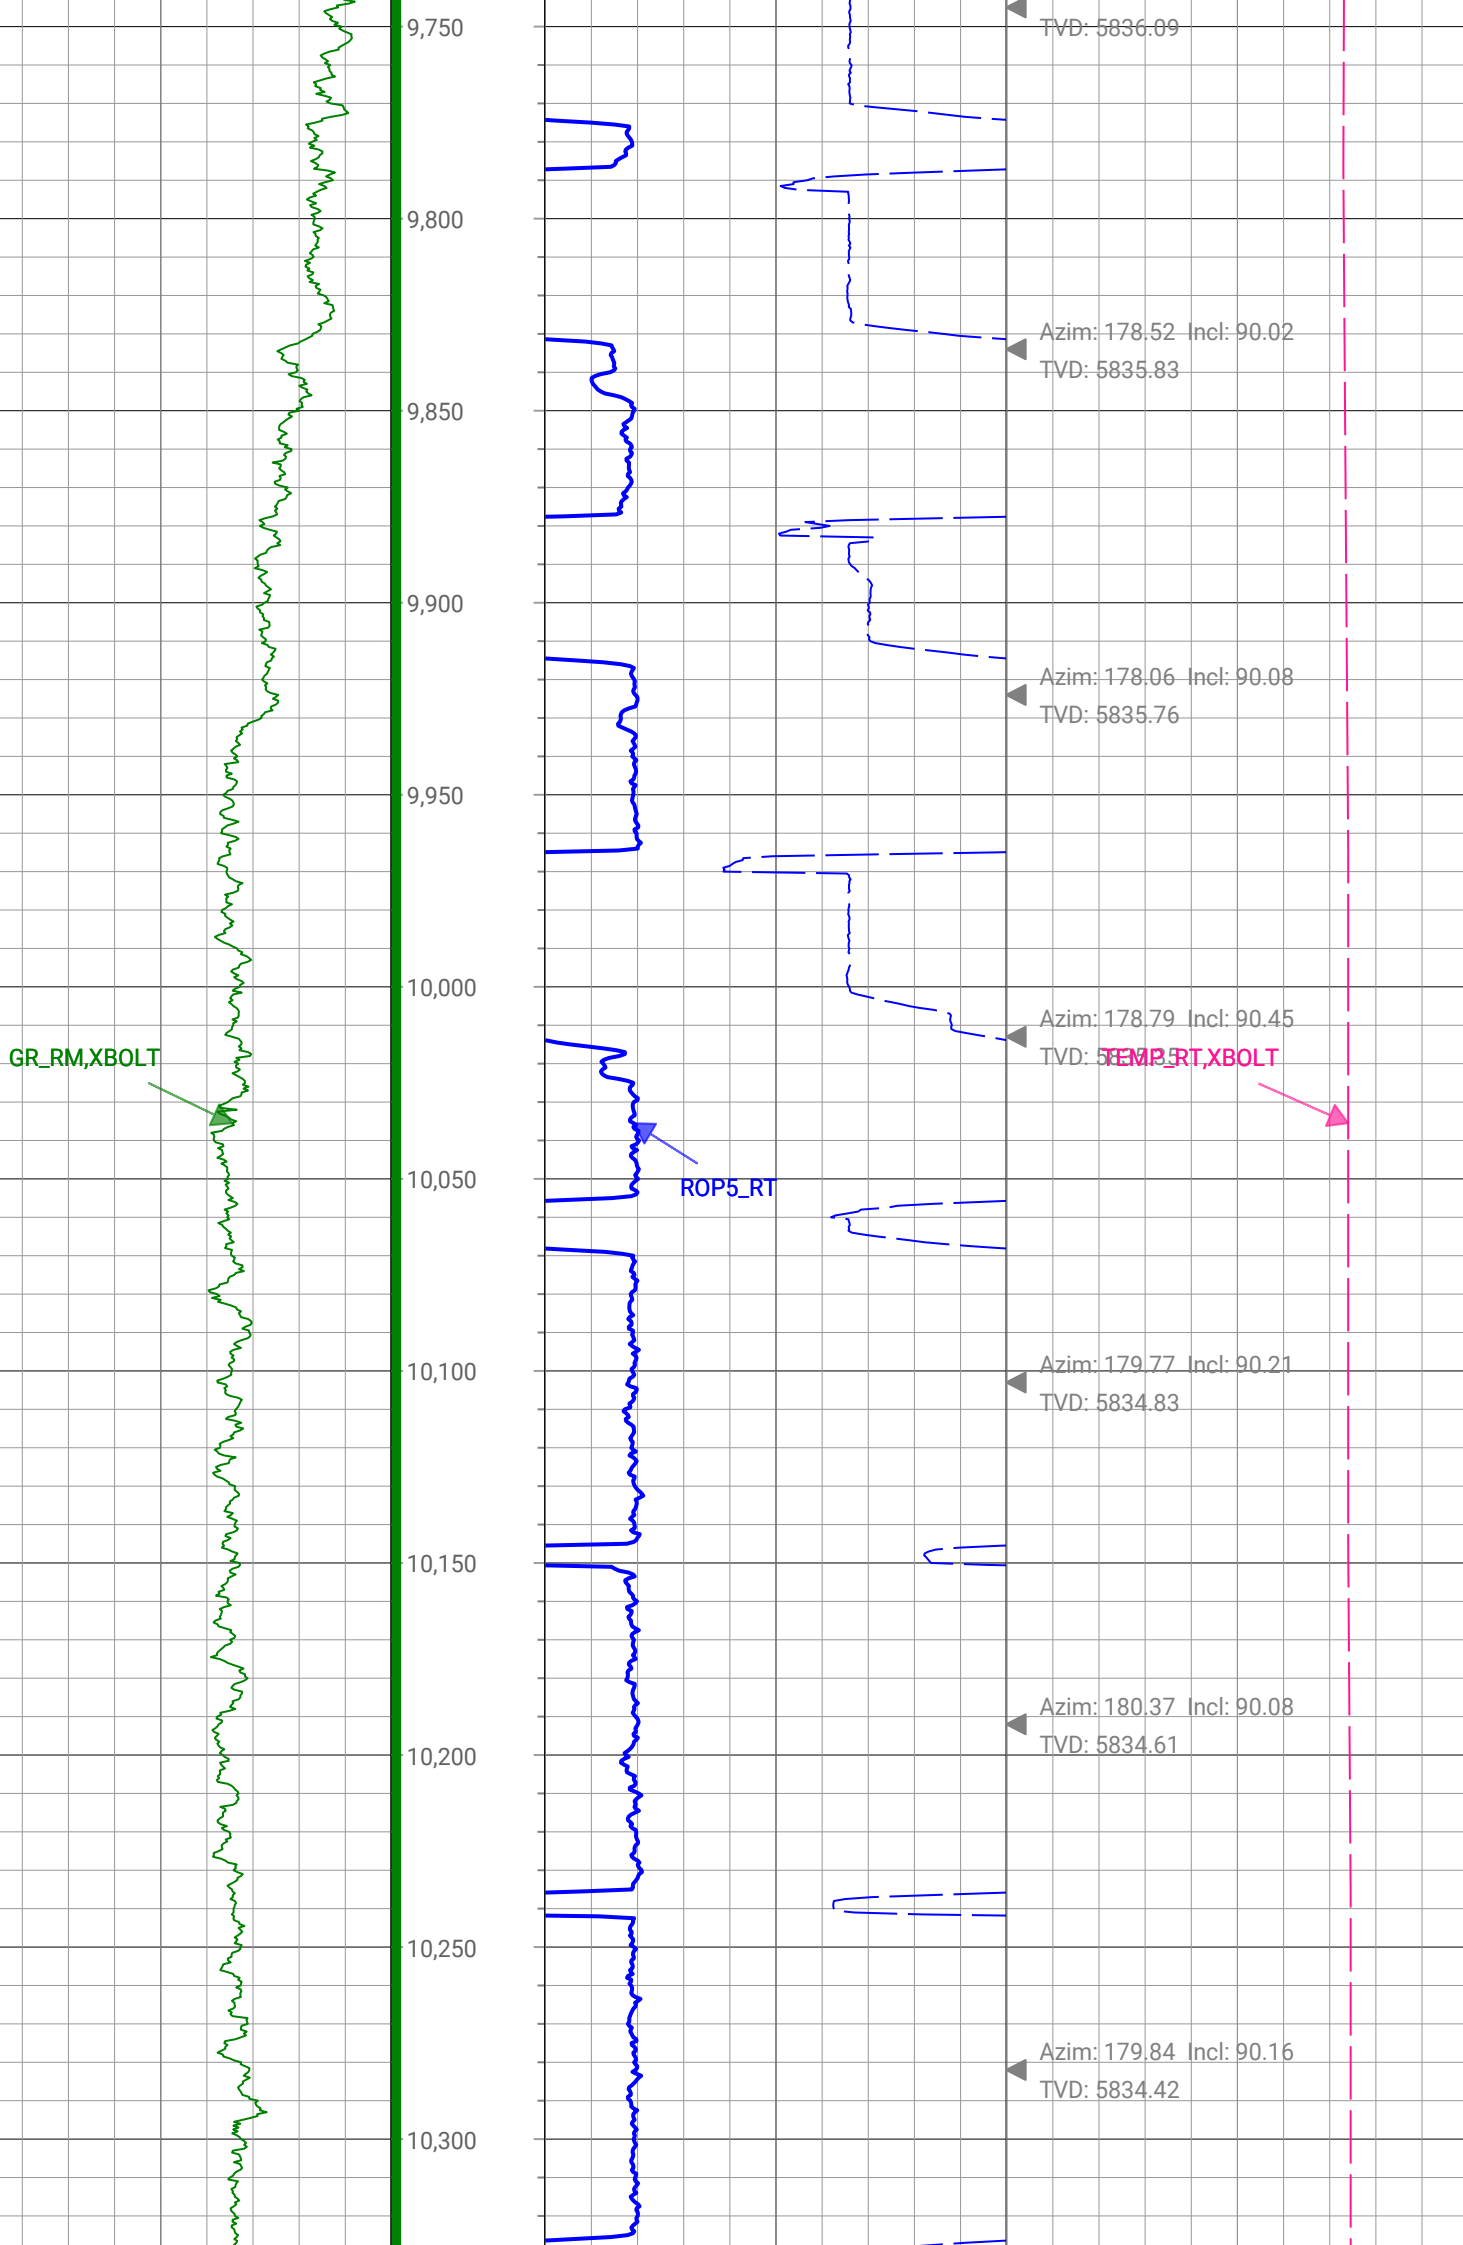 9,750
TVD: 5836.09
9,800
Azim: 178.52 Incl: 90.02
TVD: 5835.83
9,850
9,900
Azim: 178.06 Incl: 90.08
TVD: 5835.76
9,950
10,000
Azim: 178.79 Incl: 90.45
GR_RM,XBOLT
TVD:
TEMP_RT,XBOLT
10,050
ROP5_RT
10,100
Azim: 179.77 Incl: 90.21
TVD: 5834.83
10,150
10,200
Azim: 180.37 Incl: 90.08
TVD: 5834.61
10,250
Azim: 179.84 Incl: 90.16
TVD: 5834.42
10,300